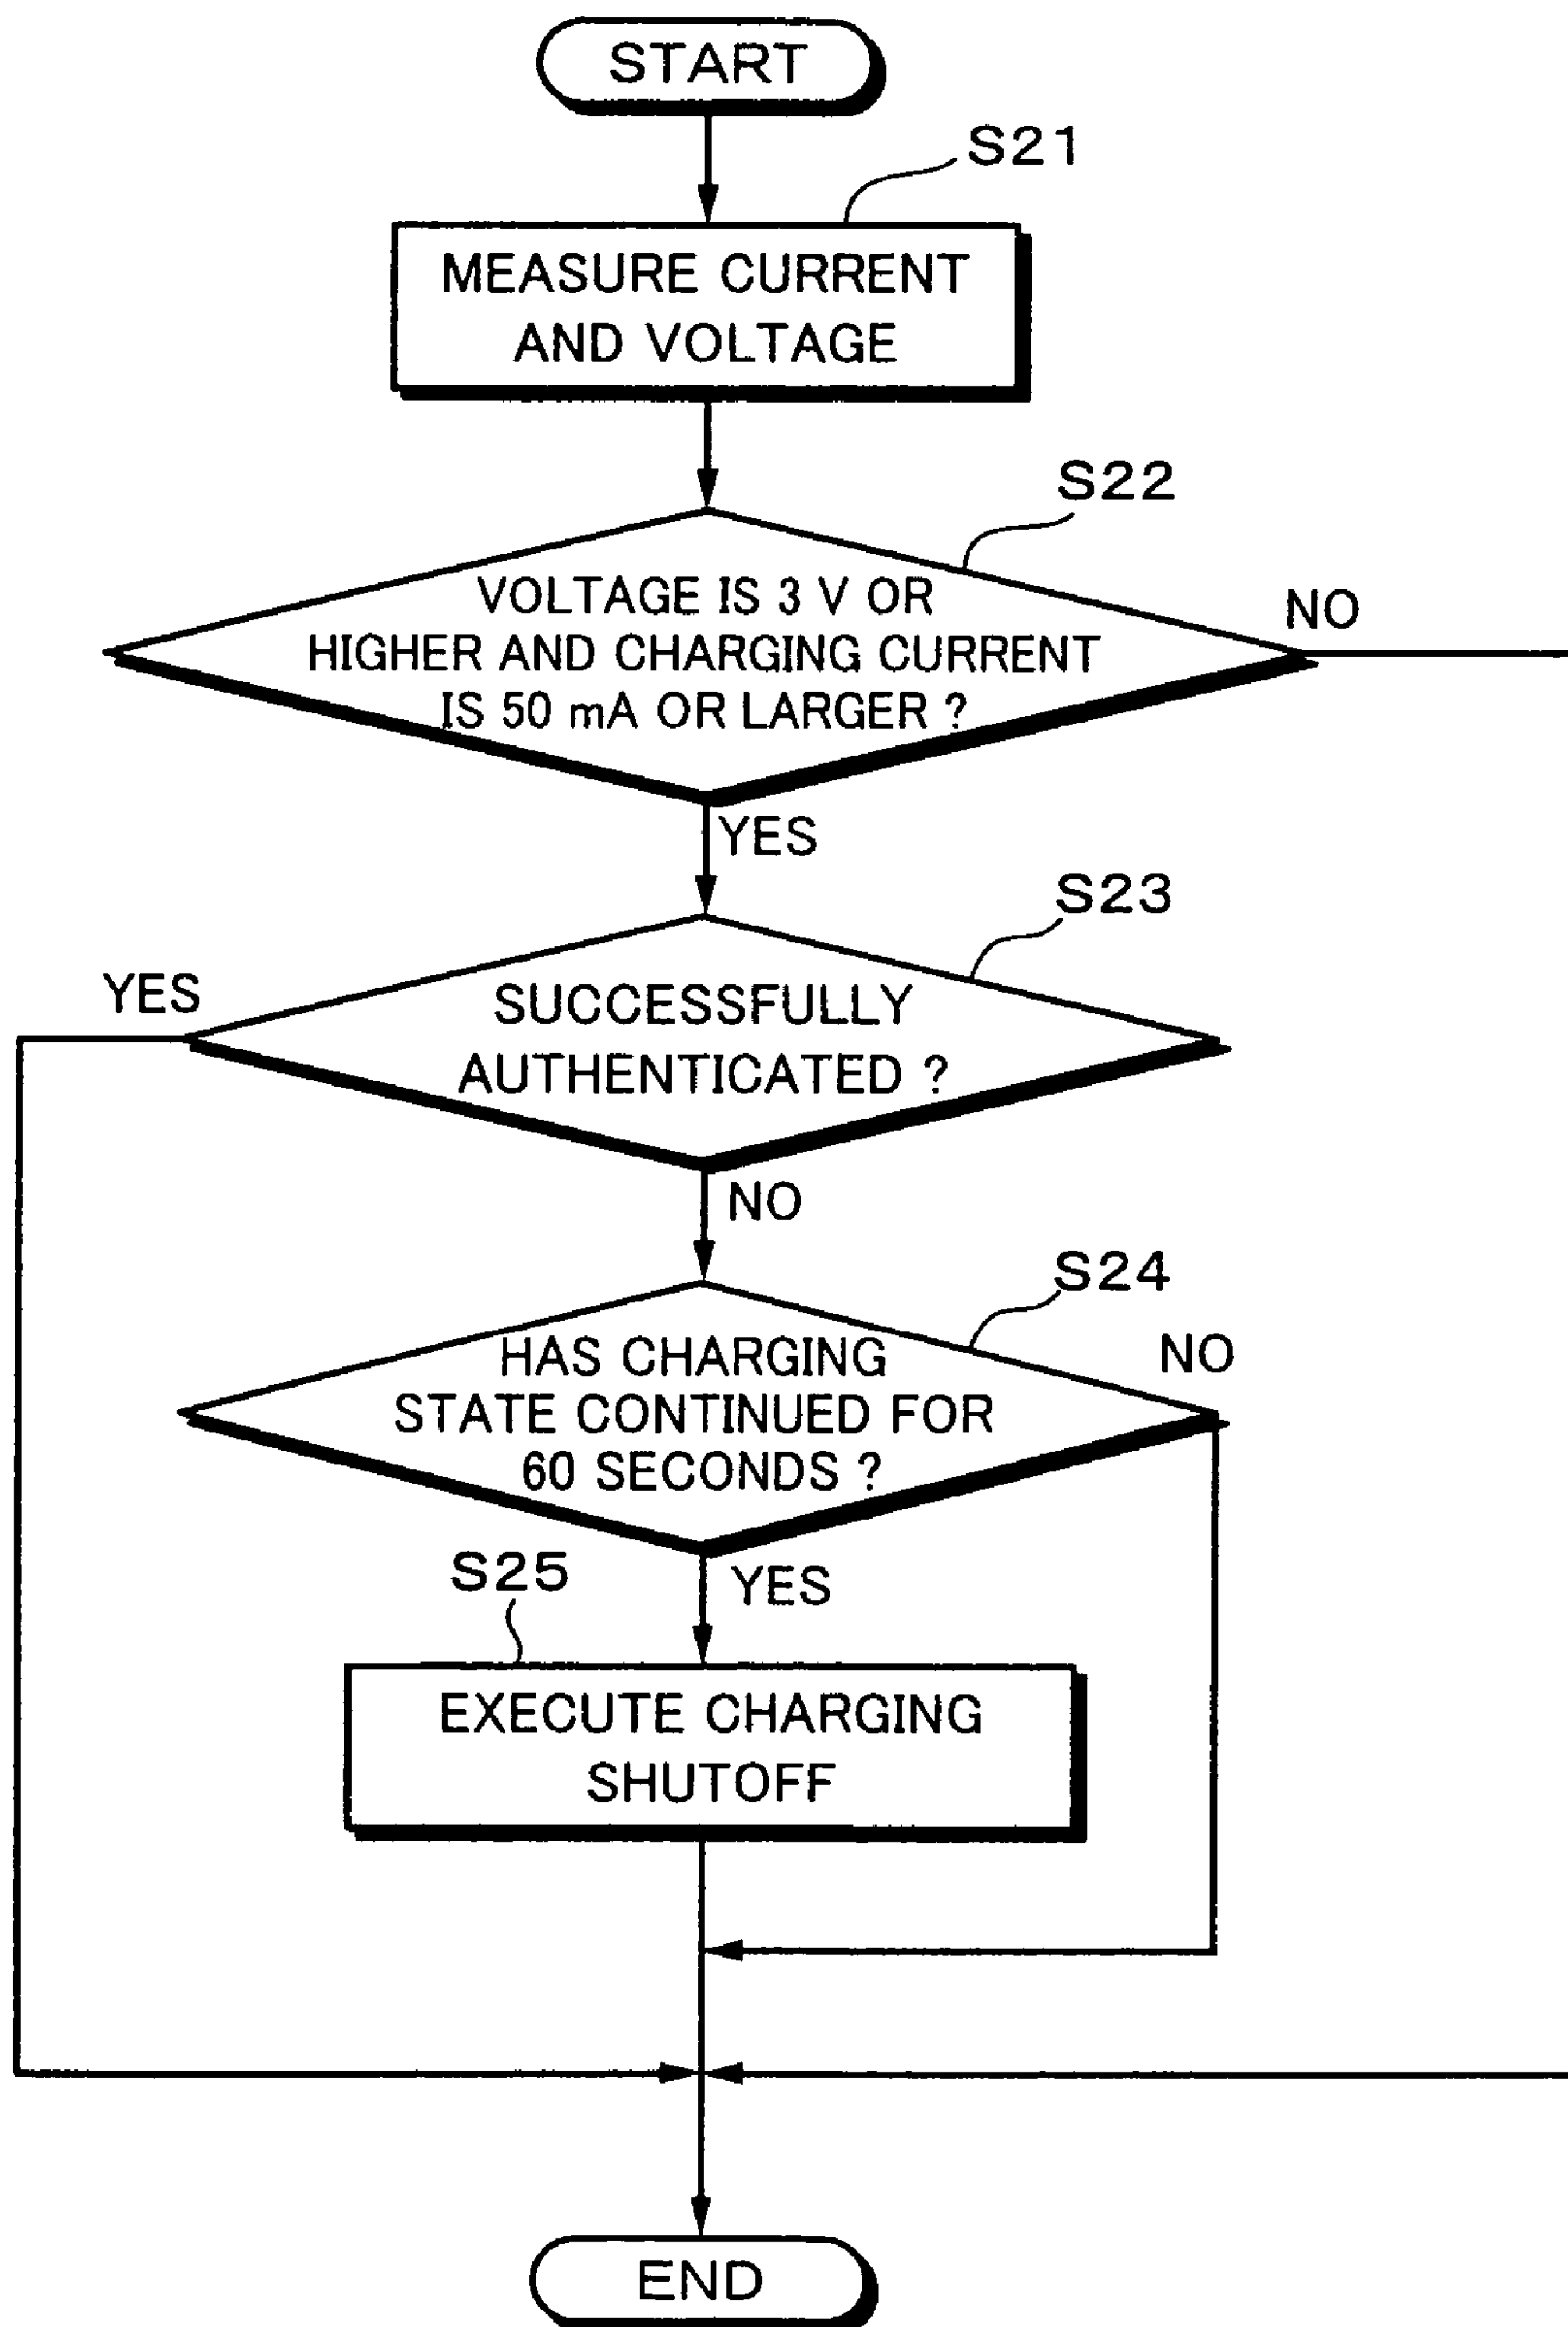 START
S21
MEASURE CURRENT
AND VOLTAGE
S22
VOLTAGE IS 3 V OR
HIGHER AND CHARGING CURRENT
IS 50 mA OR LARGER ?
NO
YES
S23
YES
SUCCESSFULLY
AUTHENTICATED ?
NO
S24
NO
HAS CHARGING
STATE CONTINUED FOR
60 SECONDS ?
S25
YES
EXECUTE CHARGING
SHUTOFF
END